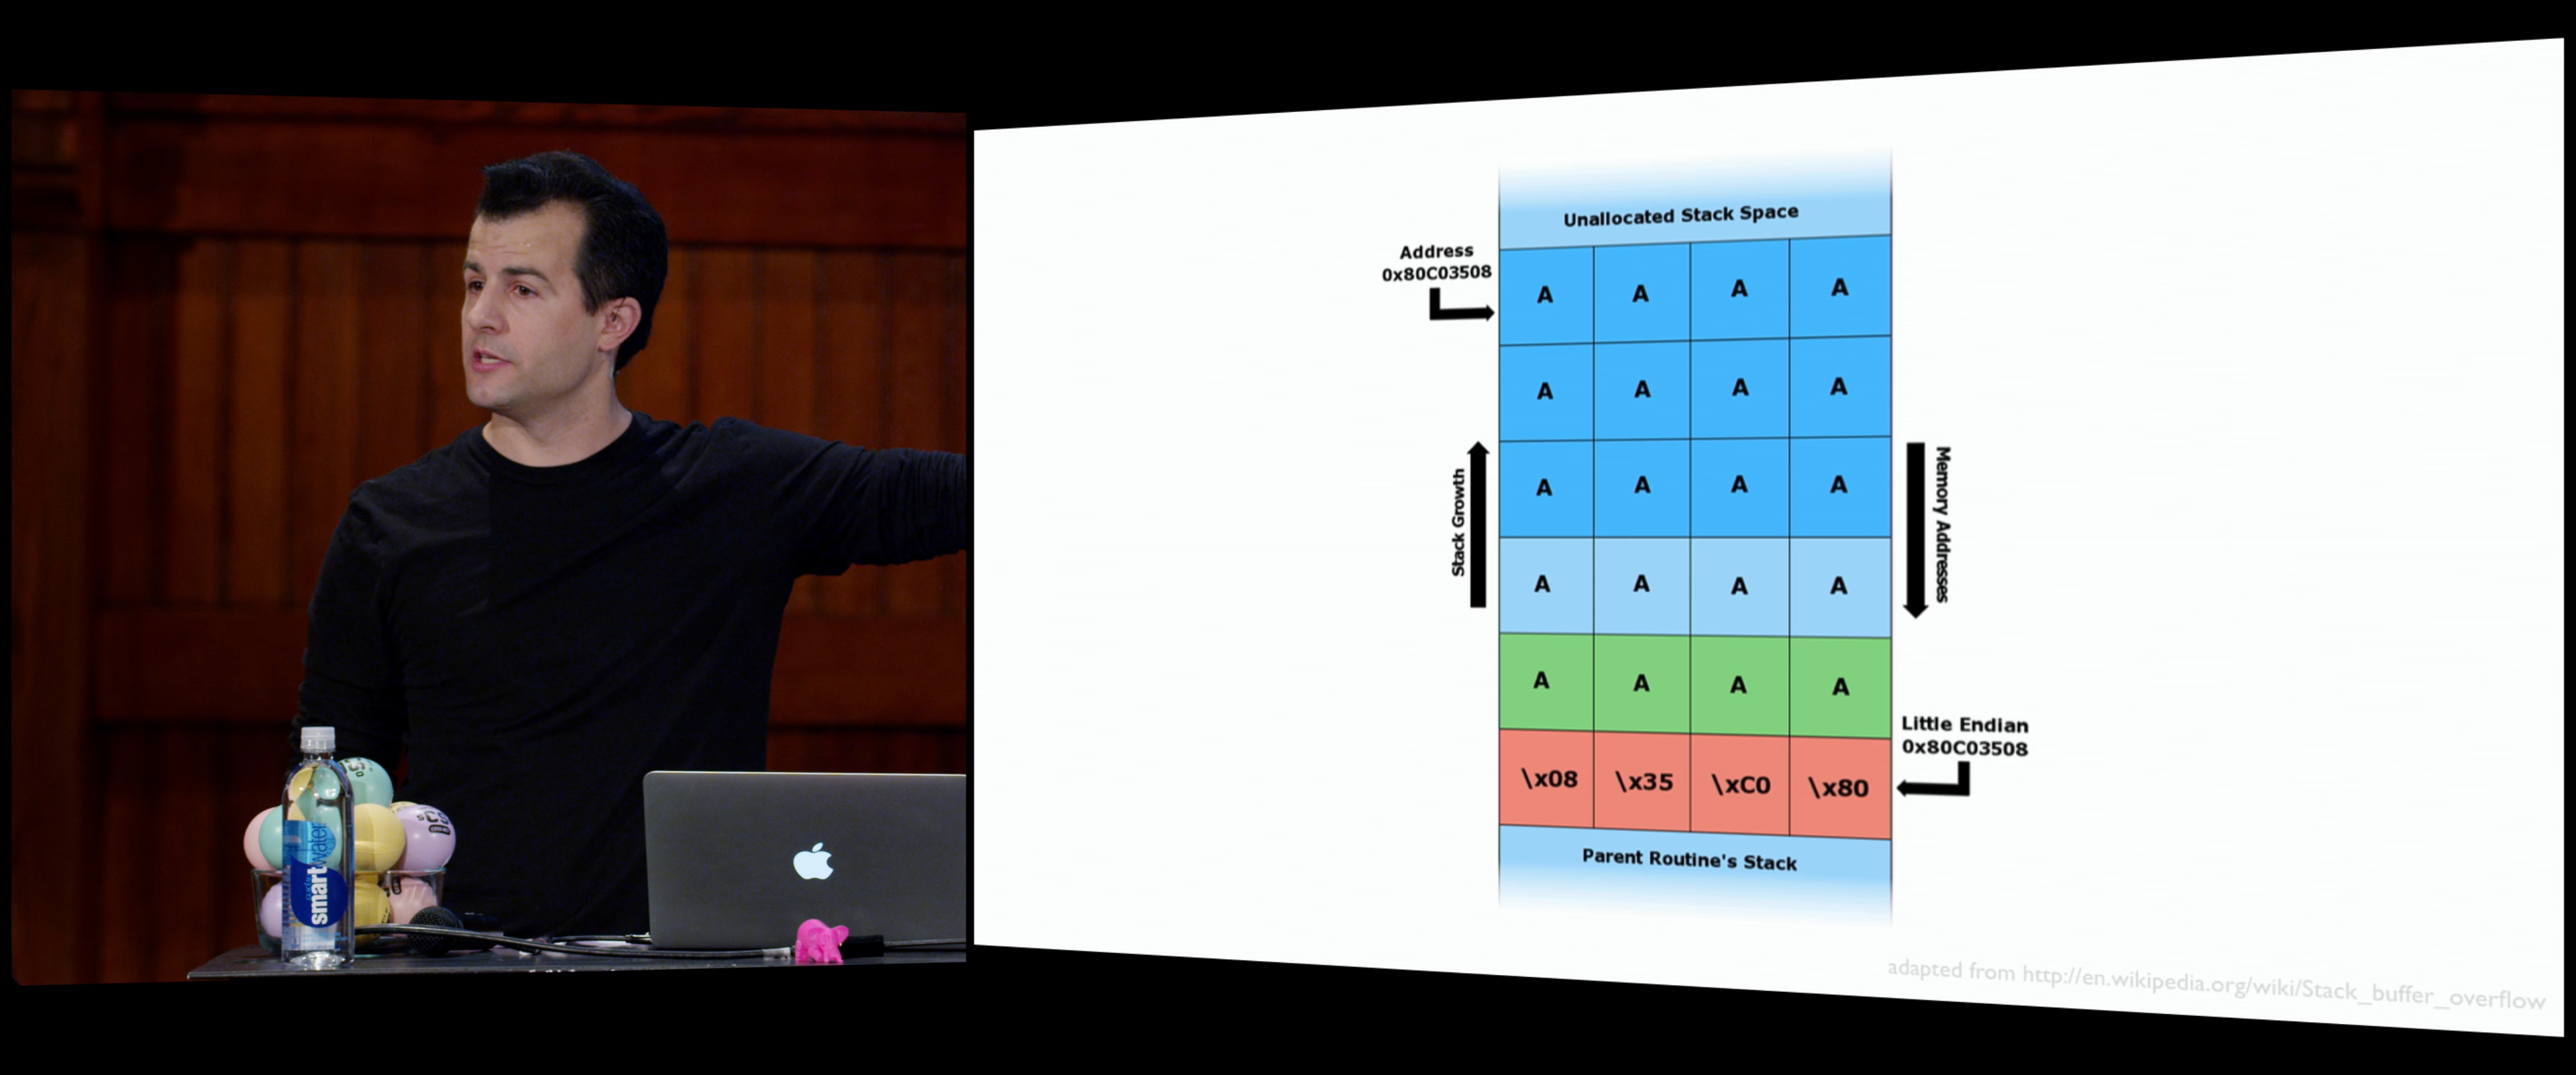 Unallocated Stack Space
Address
0x80C03508
A A A A
A A A A
A A A A
Stack Growth
Memory Addresses
A A A A
A A A A
Little Endian
0x80C03508
\x08 \x35 \xC0 \x80
Parent Routine's Stack
adapted from http://en.wikipedia.org/wiki/Stack_buffer_overflow
smartwater